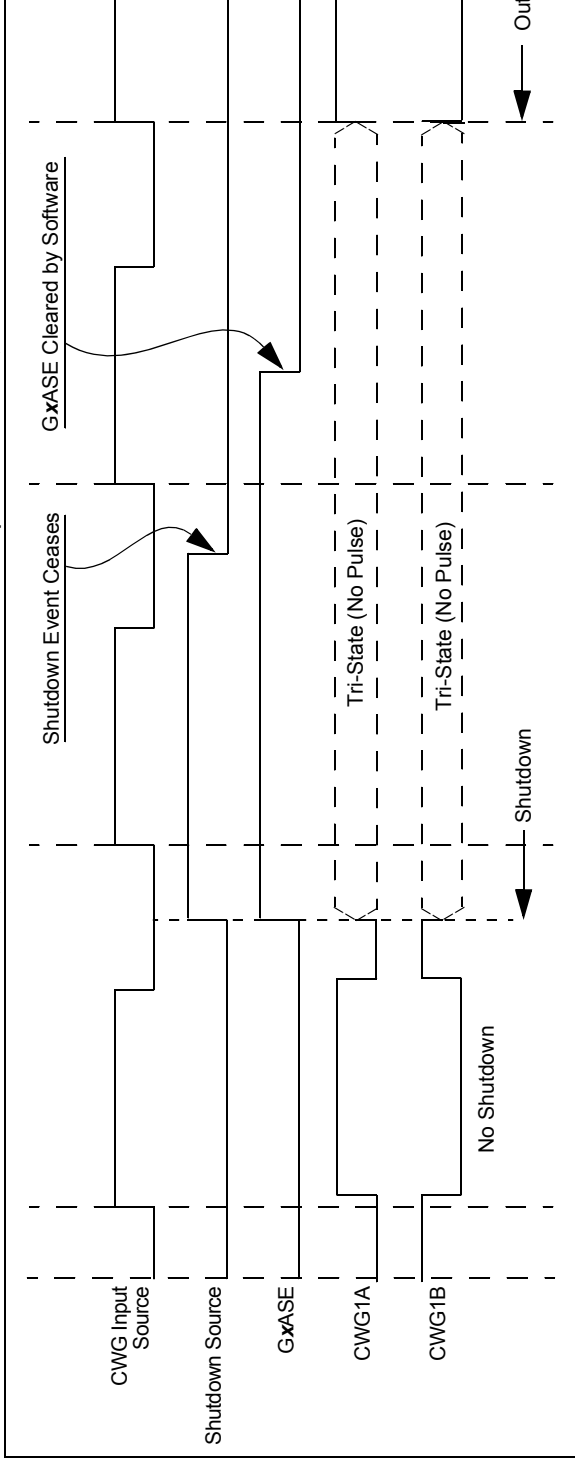 CWG Input
Source
Shutdown Source
GxASE
CWG1A
CWG1B
Shutdown Event Ceases
GxASE Cleared by Software
Tri-State (No Pulse)
Tri-State (No Pulse)
No Shutdown
Shutdown